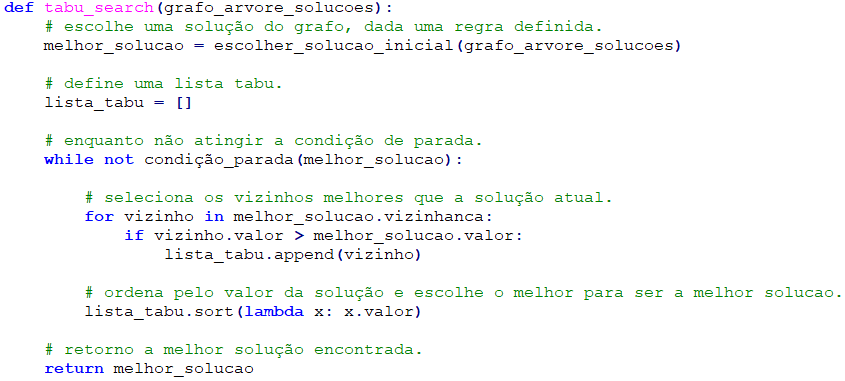 def tabu_search(grafo_arvore_solucoes):
# escolhe uma solução do grafo, dada uma regra definida.
melhor_solucao = escolher_solucao_inicial(grafo_arvore_solucoes)
# define uma lista tabu.
lista_tabu = []
# enquanto não atingir a condição de parada.
while not condição_parada(melhor_solucao):
# seleciona os vizinhos melhores que a solução atual.
for vizinho in melhor_solucao.vizinhanca:
if vizinho.valor > melhor_solucao.valor:
lista_tabu.append(vizinho)
# ordena pelo valor da solução e escolhe o melhor para ser a melhor solucao.
lista_tabu.sort(lambda x: x.valor)
# retorno a melhor solução encontrada.
return melhor_solucao